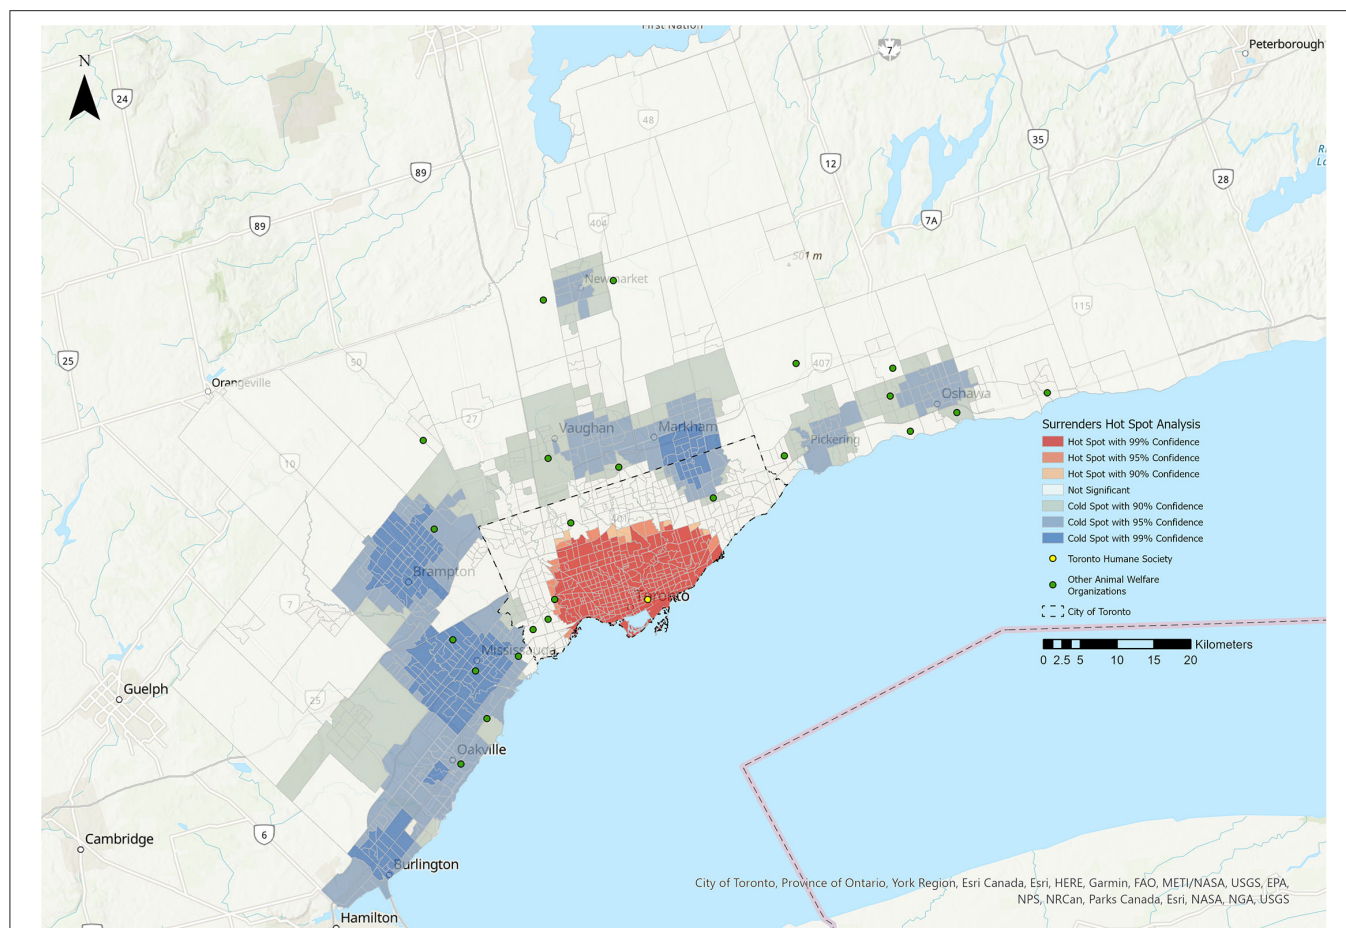 First Nation
N
7
Peterborough
24
48
35
12
89
28
404
7A
89
501 m
Newmarket
115
25
50
407
Orangeville
27
Oshawa
Vaughan
Markham
Pickering
10
Surrenders Hot Spot Analysis
Hot Spot with 99% Confidence
Hot Spot with 95% Confidence
Hot Spot with 90% Confidence
Not Significant
Cold Spot with 90% Confidence
Cold Spot with 95% Confidence
Cold Spot with 99% Confidence
Toronto Humane Society
Other Animal Welfare
Organizations
City of Toronto
Kilometers
0 2.5 5 10 15 20
401
Brampton
7
Toronto
Mississauga
Guelph
25
Oakville
6
Cambridge
Burlington
Hamilton
City of Toronto, Province of Ontario, York Region, Esri Canada, Esri, HERE, Garmin, FAO, METI/NASA, USGS, EPA,
NPS, NRCan, Parks Canada, Esri, NASA, NGA, USGS